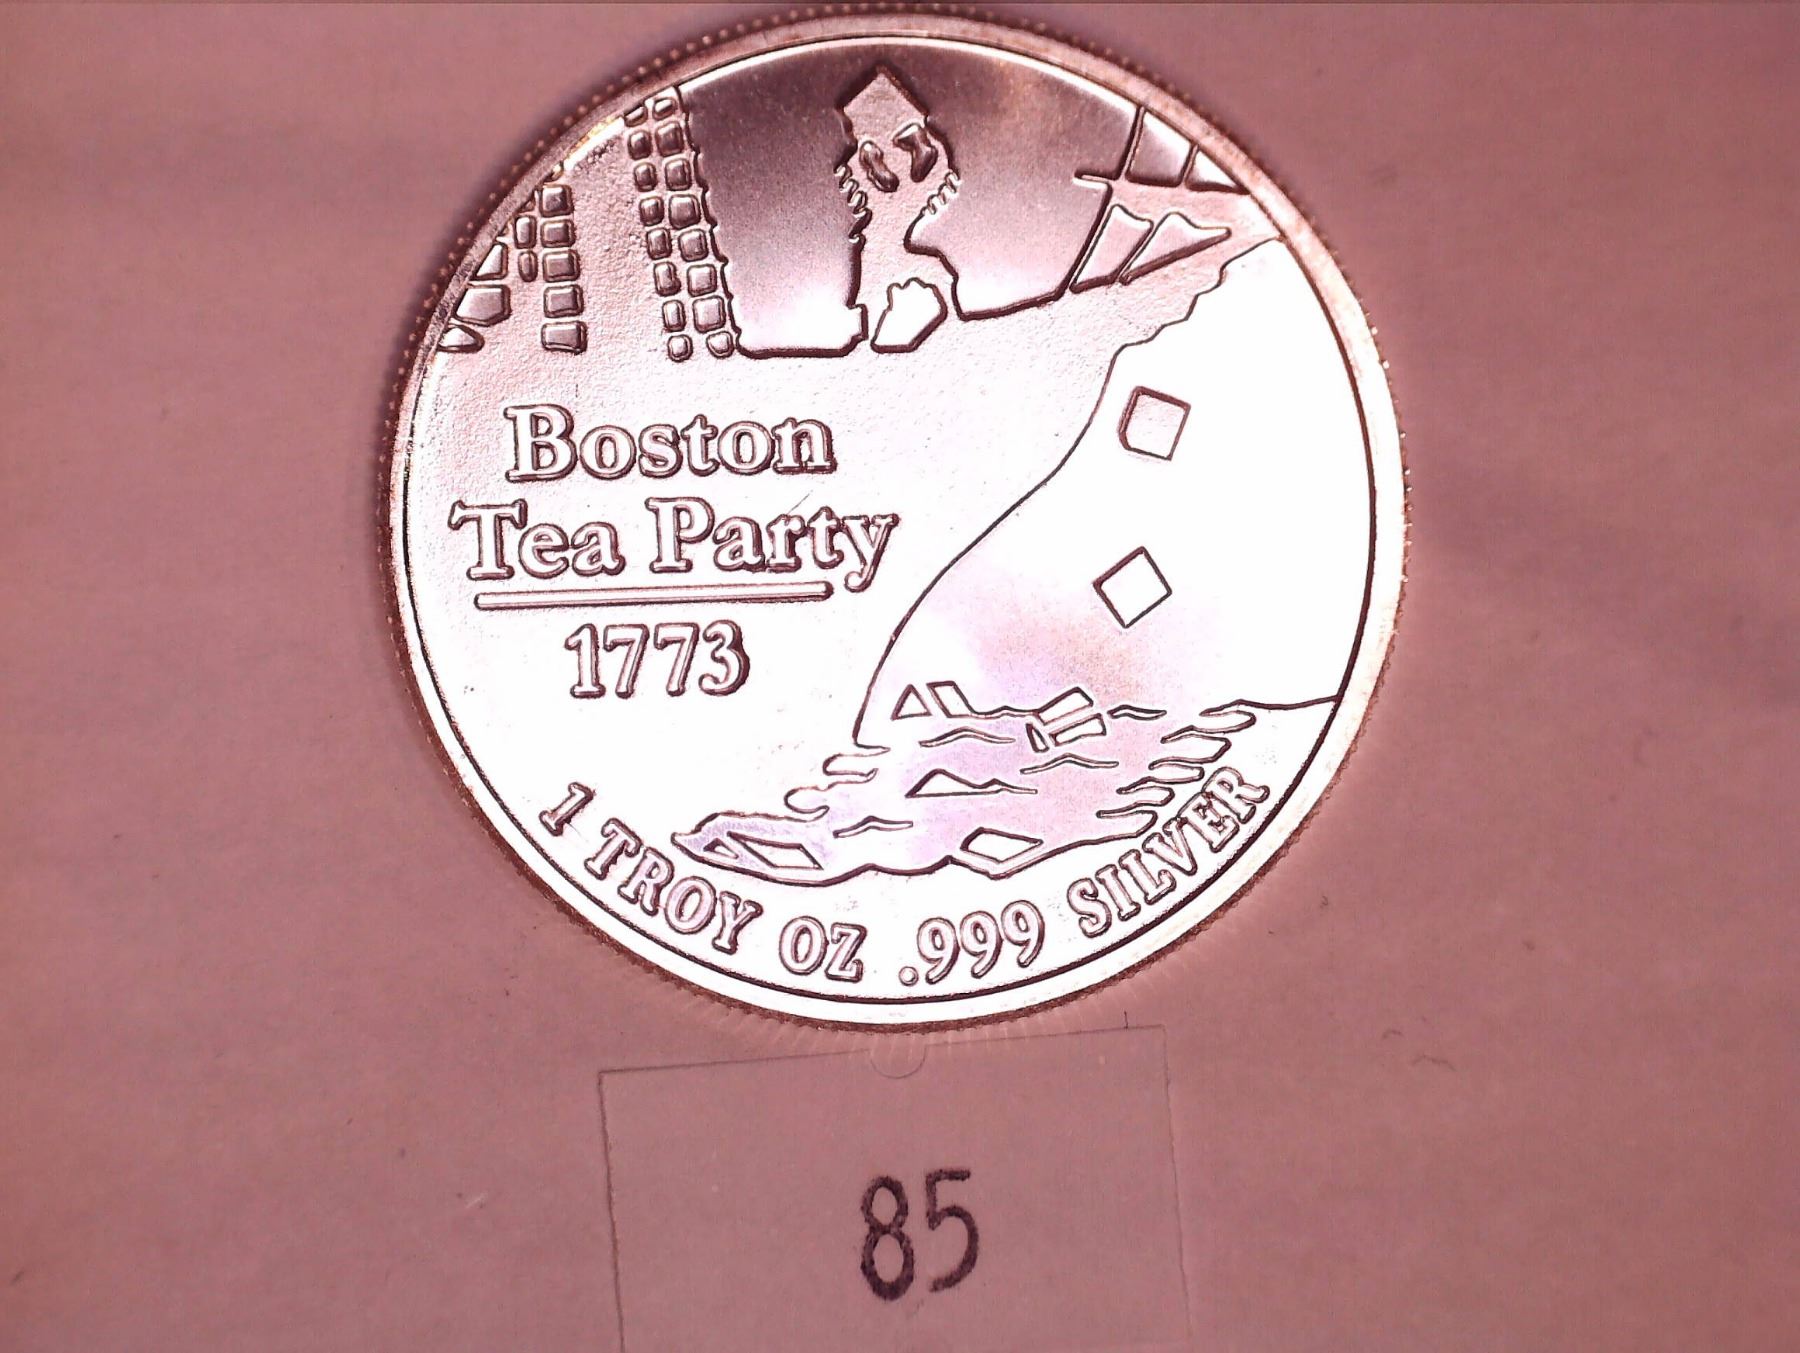 Boston
Tea Party
1773
1 TROY OZ .999 SILVER
85